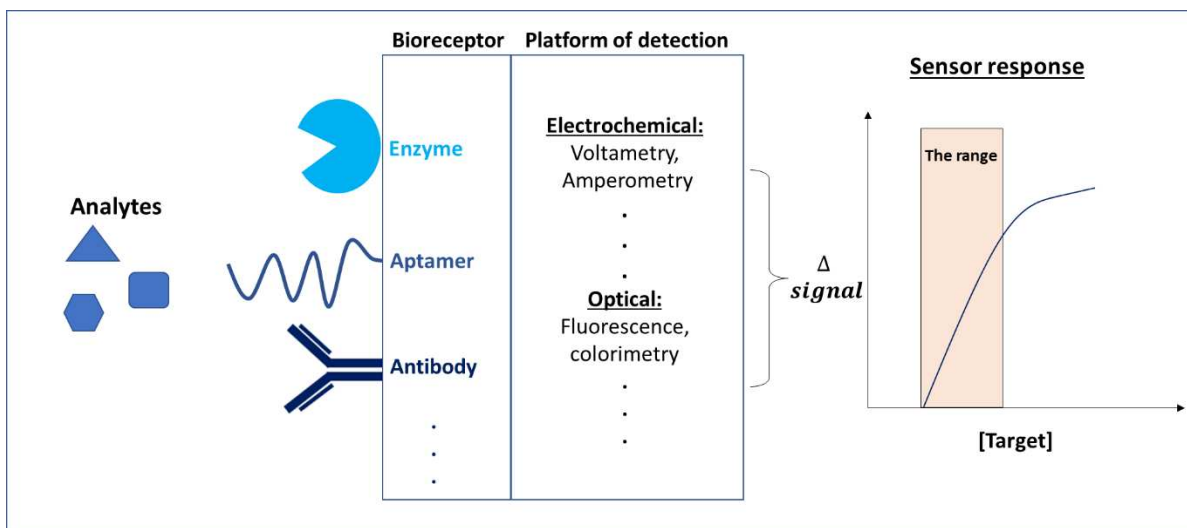 Bioreceptor
Platform of detection
Analytes
Enzyme
Aptamer
Antibody
.
.
.
Electrochemical:
Voltametry,
Amperometry
.
.
.
Optical:
Fluorescence,
colorimetry
.
.
.
Δ
signal
Sensor response
The range
[Target]